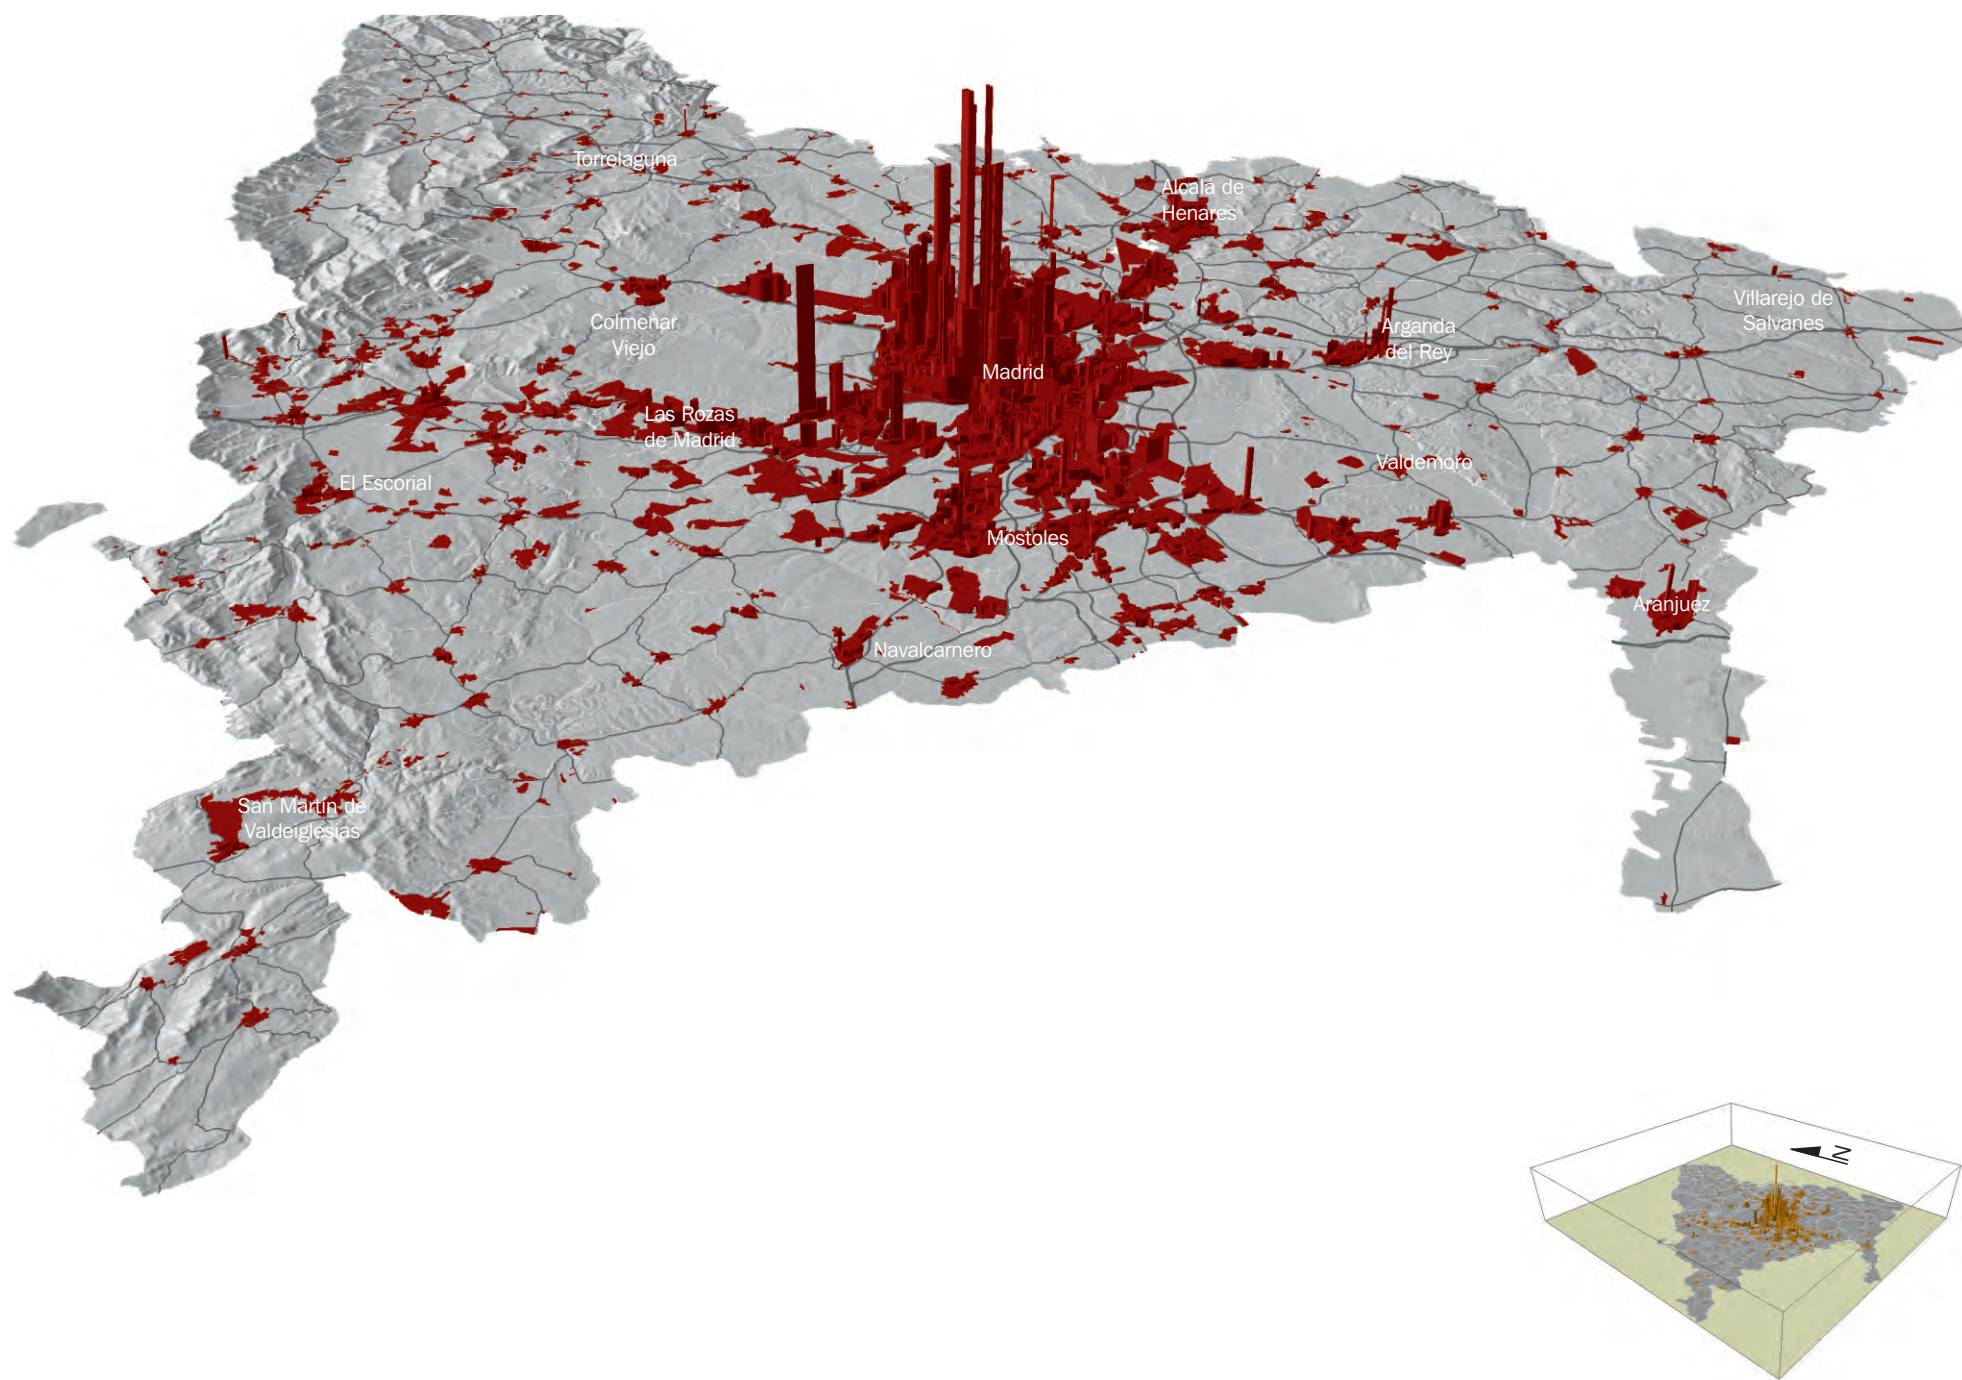 Torrelaguna
Alcalá de
Henares
Villarejo de
Salvanes
Colmenar
Viejo
Arganda
del Rey
Madrid
Las Rozas
de Madrid
Valdemoro
El Escorial
Móstoles
Aranjuez
Navalcarnero
San Martín de
Valdeiglesias
N